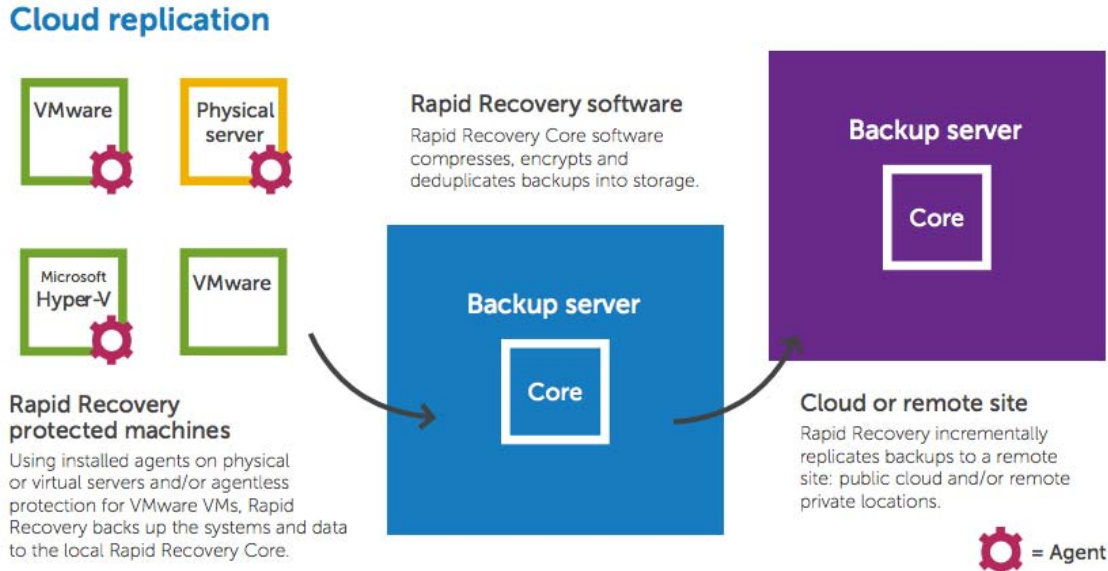 Cloud replication
VMware
Physical
server
Microsoft
Hyper-V
VMware
Rapid Recovery
protected machines
Using installed agents on physical
or virtual servers and/or agentless
protection for VMware VMs, Rapid
Recovery backs up the systems and data
to the local Rapid Recovery Core.
Rapid Recovery software
Rapid Recovery Core software
compresses, encrypts and
deduplicates backups into storage.
Backup server
Core
Backup server
Core
Cloud or remote site
Rapid Recovery incrementally
replicates backups to a remote
site: public cloud and/or remote
private locations.
= Agent